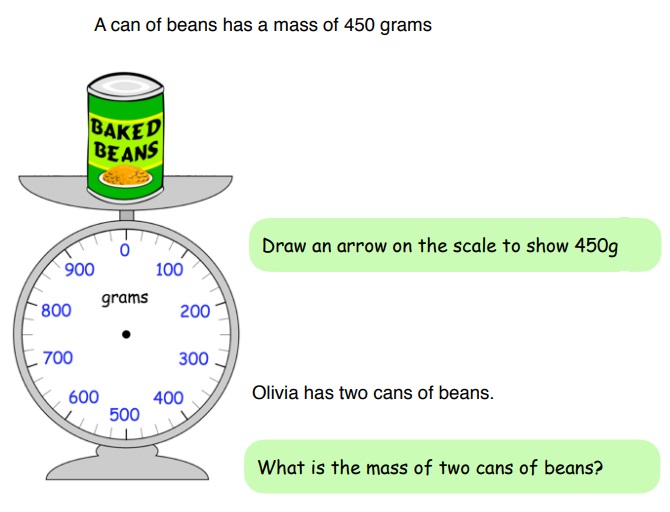 A can of beans has a mass of 450 grams
BAKED
BEANS
0
900 100
grams
800 200
700 300
600 400
500
Draw an arrow on the scale to show 450g
Olivia has two cans of beans.
What is the mass of two cans of beans?